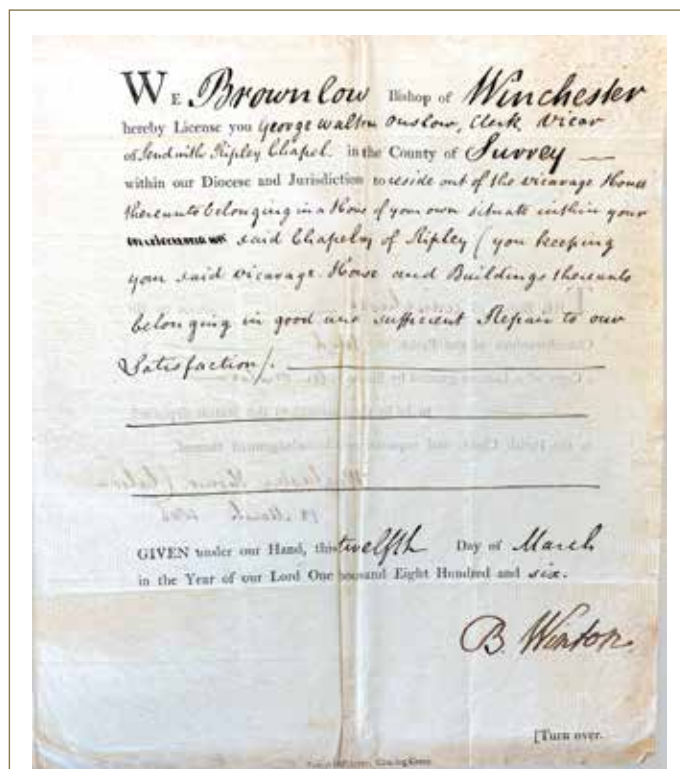 WE Brownlow Bishop of Winchester
hereby License you George Walton Onslow, Clerk Vicar
of Send with Ripley Chapel in the County of Surrey
within our Diocese and Jurisdiction to reside out of the vicarage House
thereunto belonging in a House of your own situate within your
said Chapelry of Ripley (you keeping
your said vicarage House and Buildings thereunto
belonging in good and sufficient Repair to our
Satisfaction).
GIVEN under our Hand, this twelfth Day of March
in the Year of our Lord One Thousand Eight Hundred and six.
B. Winton
[Turn over.